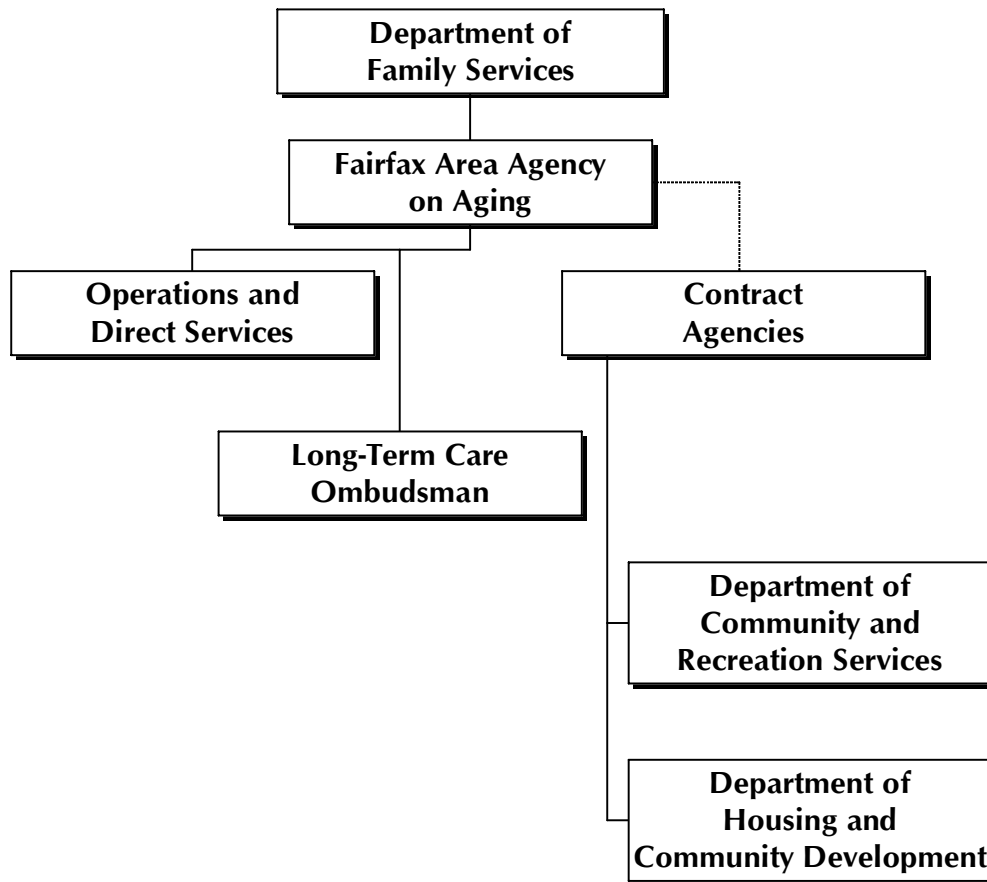 Department of
Family Services
Fairfax Area Agency
on Aging
Operations and
Direct Services
Contract
Agencies
Long-Term Care
Ombudsman
Department of
Community and
Recreation Services
Department of
Housing and
Community Development